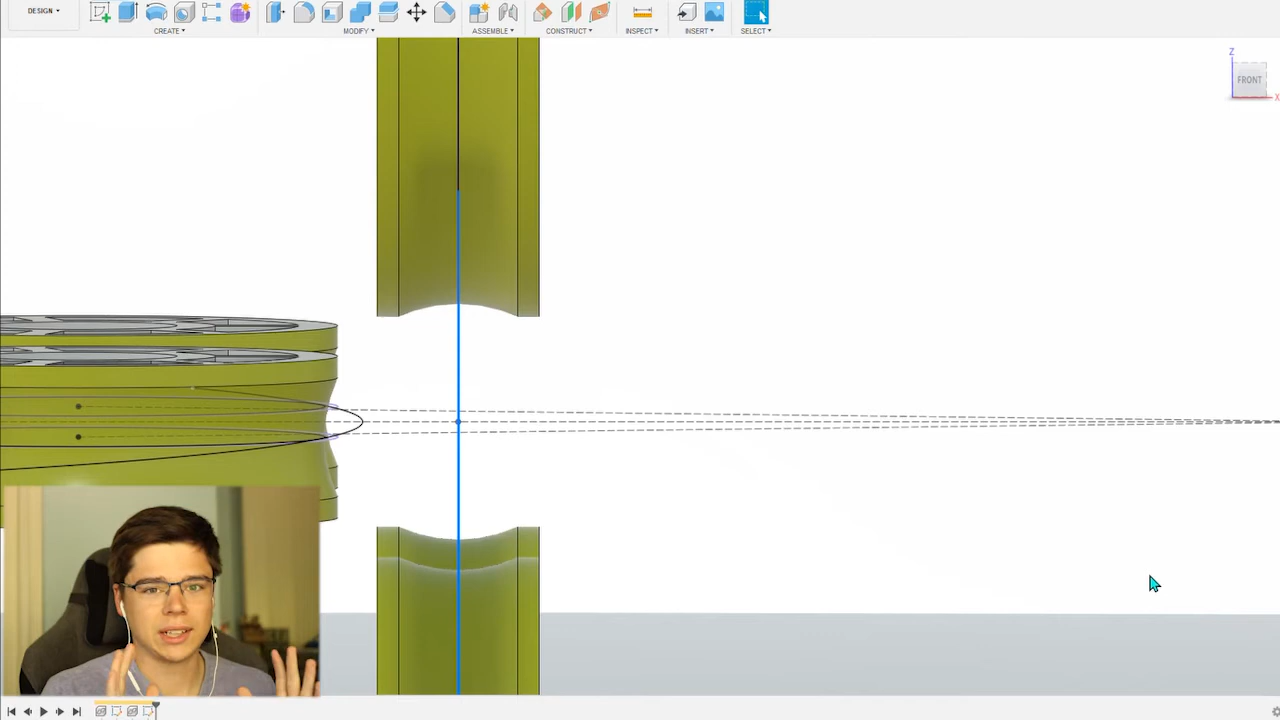 DESIGN
CREATE
MODIFY
ASSEMBLE
CONSTRUCT
INSPECT
INSERT
SELECT
Z
FRONT
X